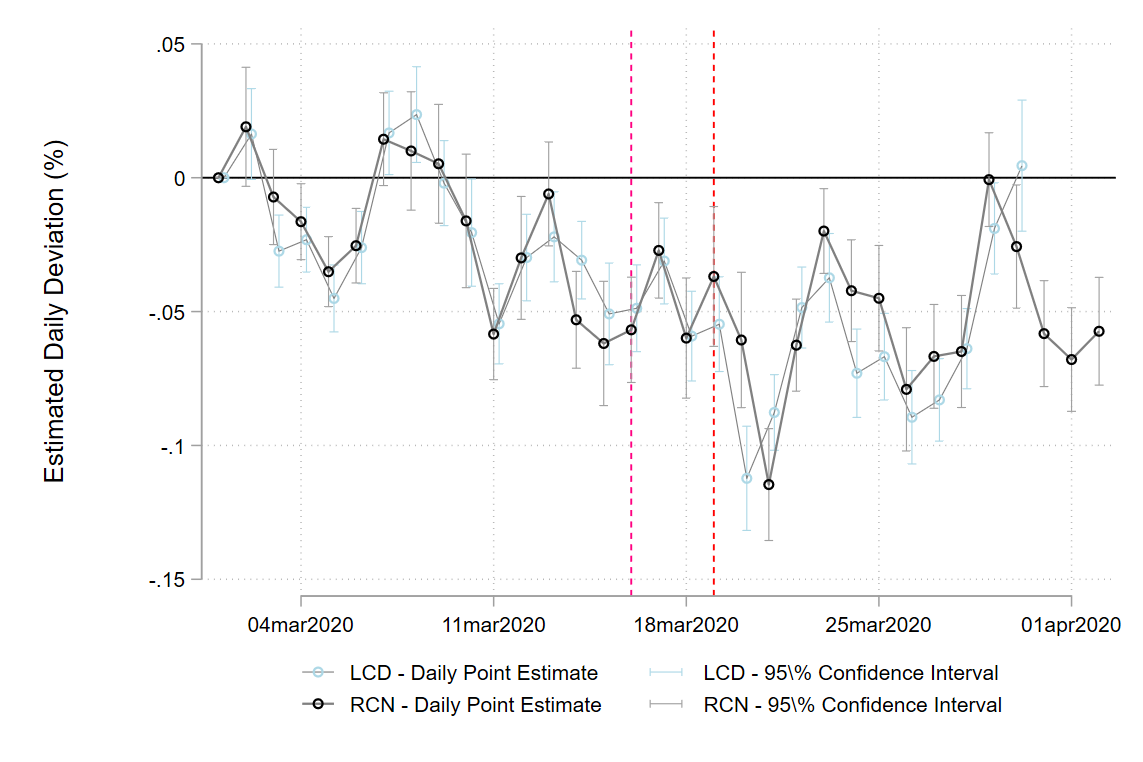 Estimated Daily Deviation (%)
.05
0
-.05
-.1
-.15
04mar2020 11mar2020 18mar2020 25mar2020 01apr2020
LCD - Daily Point Estimate LCD - 95\% Confidence Interval
RCN - Daily Point Estimate RCN - 95\% Confidence Interval